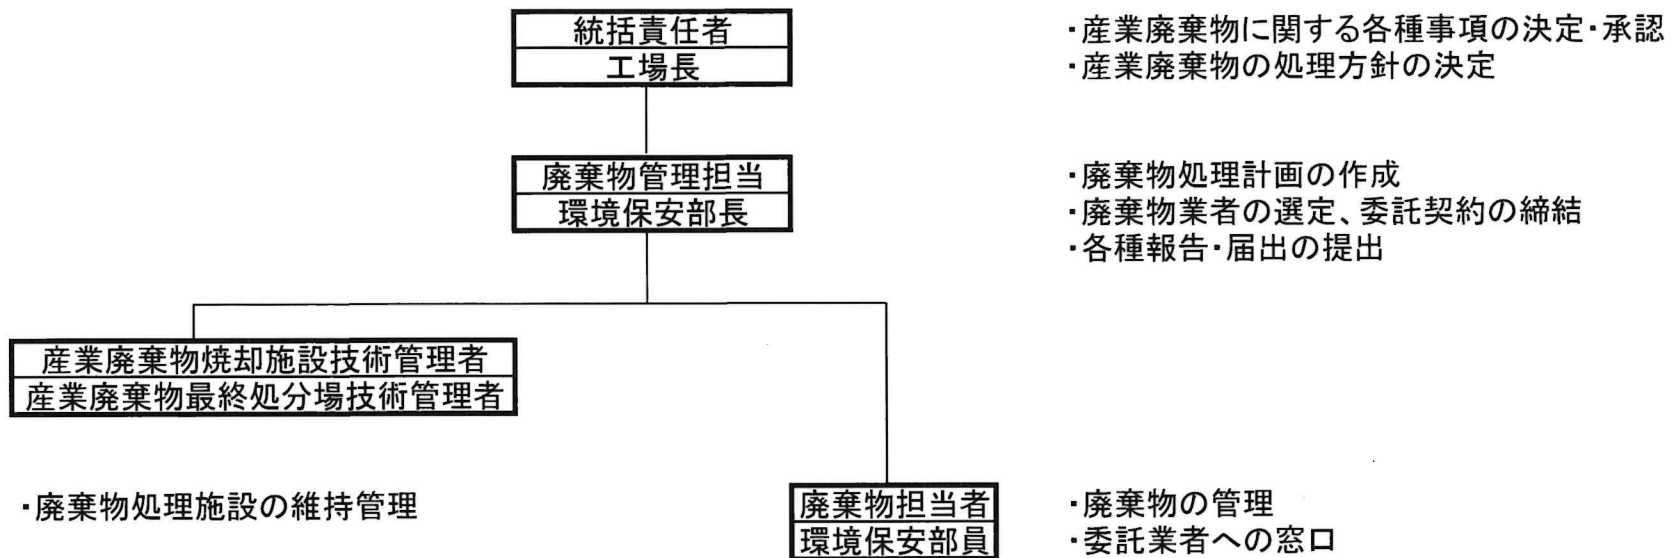 統括責任者
工場長
・産業廃棄物に関する各種事項の決定・承認
・産業廃棄物の処理方針の決定
廃棄物管理担当
環境保安部長
・廃棄物処理計画の作成
・廃棄物業者の選定、委託契約の締結
・各種報告・届出の提出
産業廃棄物焼却施設技術管理者
産業廃棄物最終処分場技術管理者
・廃棄物処理施設の維持管理
廃棄物担当者
環境保安部員
・廃棄物の管理
・委託業者への窓口